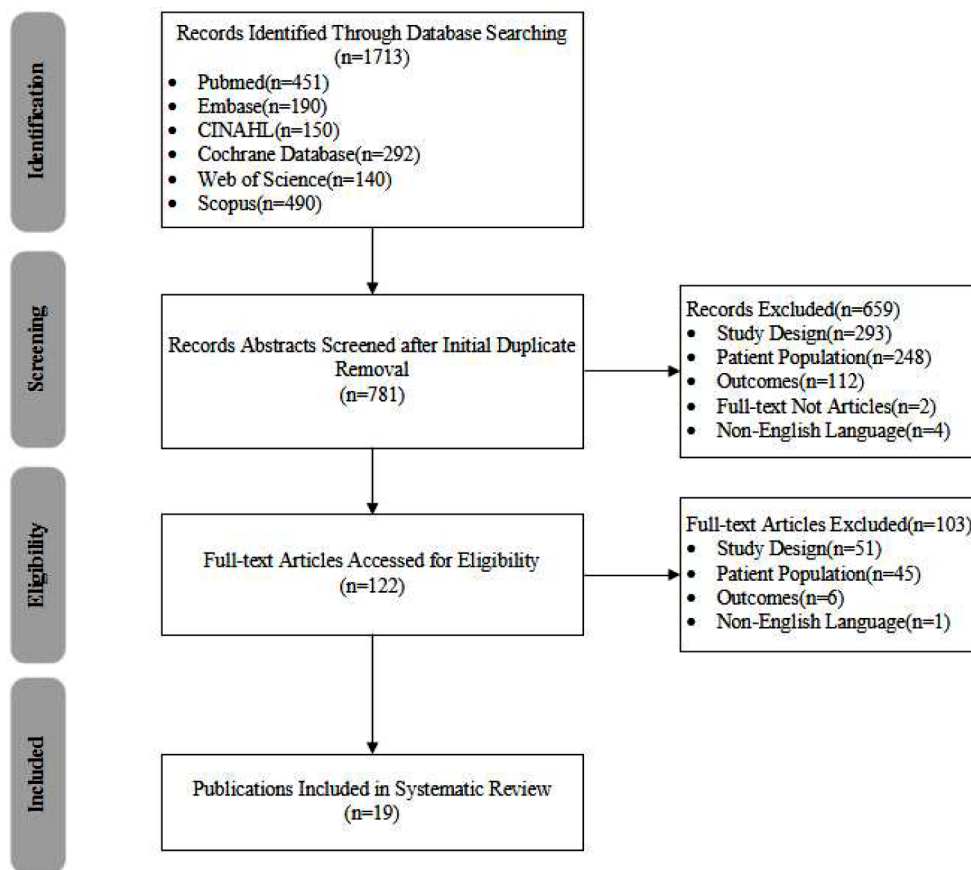 Identification
Records Identified Through Database Searching
(n=1713)
• Pubmed(n=451)
• Embase(n=190)
• CINAHL(n=150)
• Cochrane Database(n=292)
• Web of Science(n=140)
• Scopus(n=490)
Screening
Records Abstracts Screened after Initial Duplicate
Removal
(n=781)
Records Excluded(n=659)
• Study Design(n=293)
• Patient Population(n=248)
• Outcomes(n=112)
• Full-text Not Articles(n=2)
• Non-English Language(n=4)
Eligibility
Full-text Articles Accessed for Eligibility
(n=122)
Full-text Articles Excluded(n=103)
• Study Design(n=51)
• Patient Population(n=45)
• Outcomes(n=6)
• Non-English Language(n=1)
Included
Publications Included in Systematic Review
(n=19)